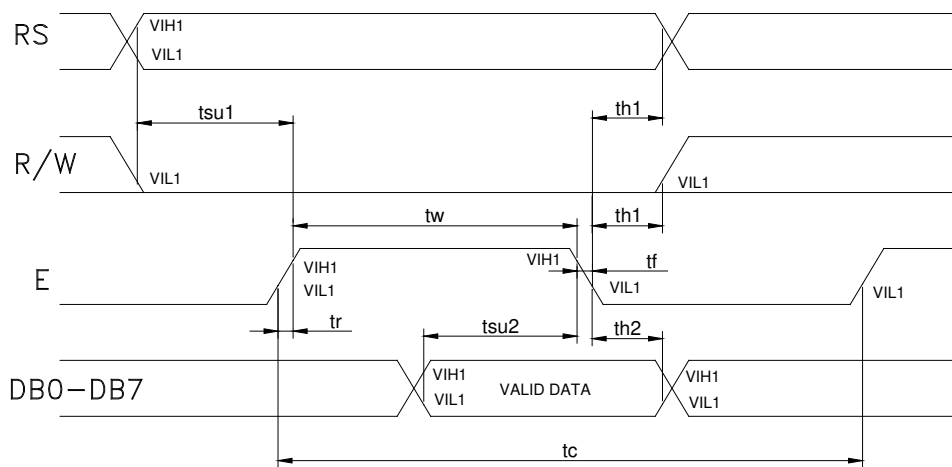 RS
VIH1
VIL1
tsu1
th1
R/W
VIL1
VIL1
tw
th1
E
VIH1
VIL1
VIH1
tf
VIL1
VIL1
tr
tsu2
th2
DB0-DB7
VIH1
VIL1
VALID DATA
VIH1
VIL1
tc